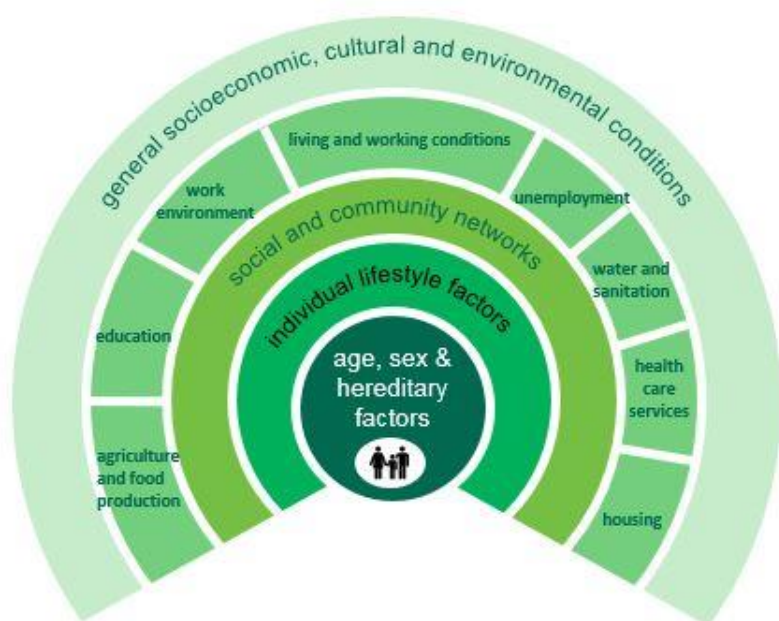 general socioeconomic, cultural and environmental conditions
living and working conditions
work
environment
unemployment
education
water and
sanitation
agriculture
and food
production
health
care
services
housing
social and community networks
individual lifestyle factors
age, sex &
hereditary
factors